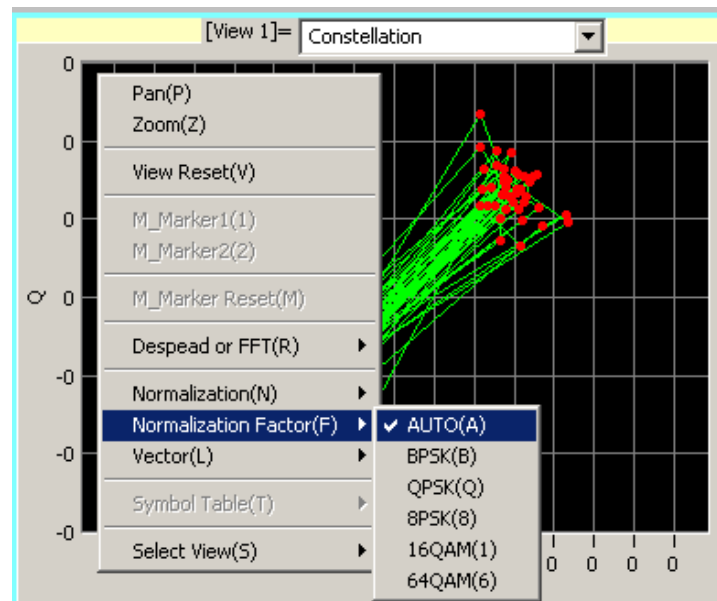 [View 1]= Constellation
0
0
0
Q 0
-0
-0
-0
Pan(P)
Zoom(Z)
View Reset(V)
M_Marker1(1)
M_Marker2(2)
M_Marker Reset(M)
Despead or FFT(R)
Normalization(N)
Normalization Factor(F)
Vector(L)
Symbol Table(T)
Select View(S)
AUTO(A)
BPSK(B)
QPSK(Q)
8PSK(8)
16QAM(1)
64QAM(6)
0 0 0 0